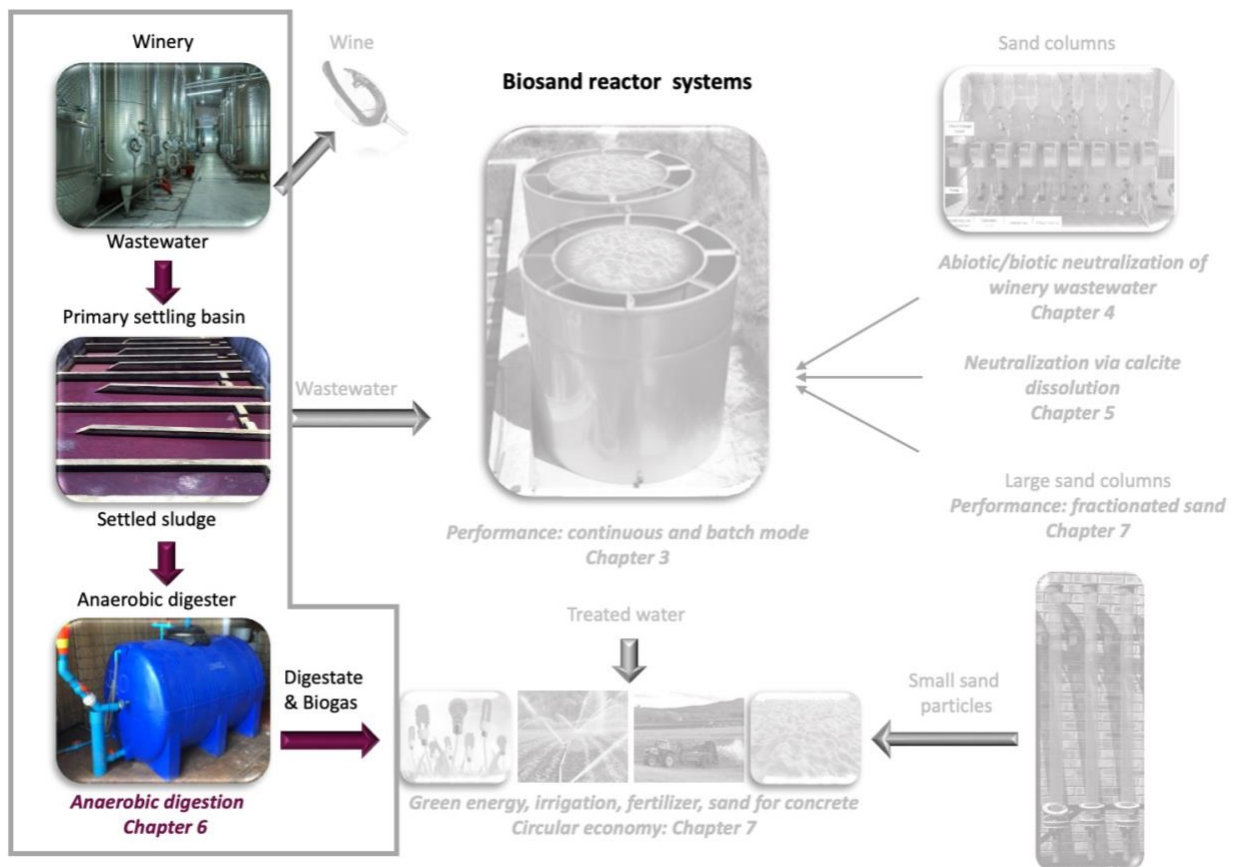 Winery
Wastewater
Primary settling basin
Settled sludge
Anaerobic digester
Anaerobic digestion
Chapter 6
Digestate
& Biogas
Wine
Wastewater
Biosand reactor systems
Performance: continuous and batch mode
Chapter 3
Treated water
Green energy, irrigation, fertilizer, sand for concrete
Circular economy: Chapter 7
Sand columns
Abiotic/biotic neutralization of
winery wastewater
Chapter 4
Neutralization via calcite
dissolution
Chapter 5
Large sand columns
Performance: fractionated sand
Chapter 7
Small sand
particles